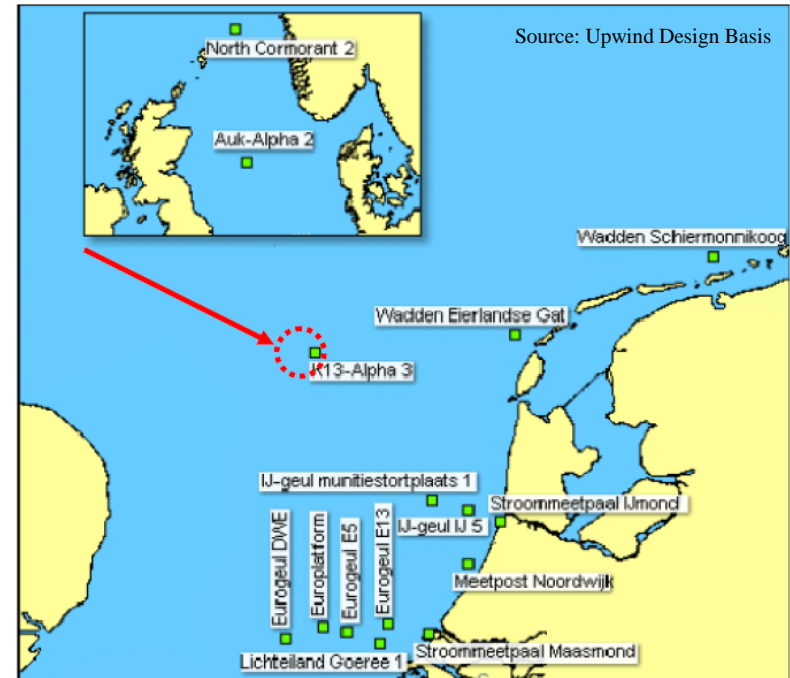 Source: Upwind Design Basis
North Cormorant 2
Auk-Alpha 2
Wadden Schiermonnikoog
Wadden Eierlandse Gat
K13-Alpha 3
IJ-geul munitiestortplaats 1
Stroommeetpaal IJmond
IJ-geul IJ 5
Eurogeul DWE
Europlatform
Eurogeul E5
Eurogeul E13
Meetpost Noordwijk
Stroommeetpaal Maasmond
Lichteiland Goeree 1